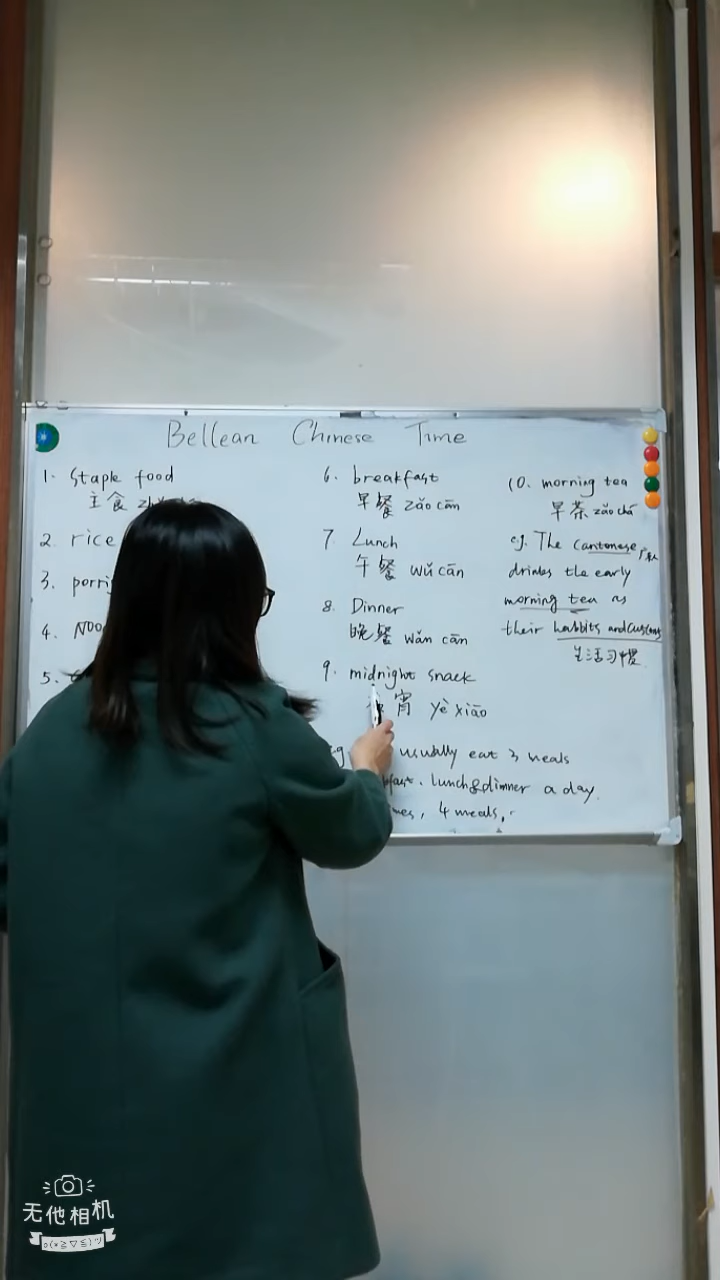 Bellean Chinese Time
1. Staple food
主食
2. rice
3. porri
4. Noo
5.
6. breakfast
早餐 zǎo cān
7. Lunch
午餐 wǔ cān
8. Dinner
晚餐 wǎn cān
9. midnight snack
宵 yè xiāo
usually eat 3 meals
fast. lunch&dinner a day.
mes, 4 meals,
10. morning tea
早茶 zǎo chá
eg. The Cantonese
drinks the early
morning tea as
their habbits and customs
生活习惯
无他相机